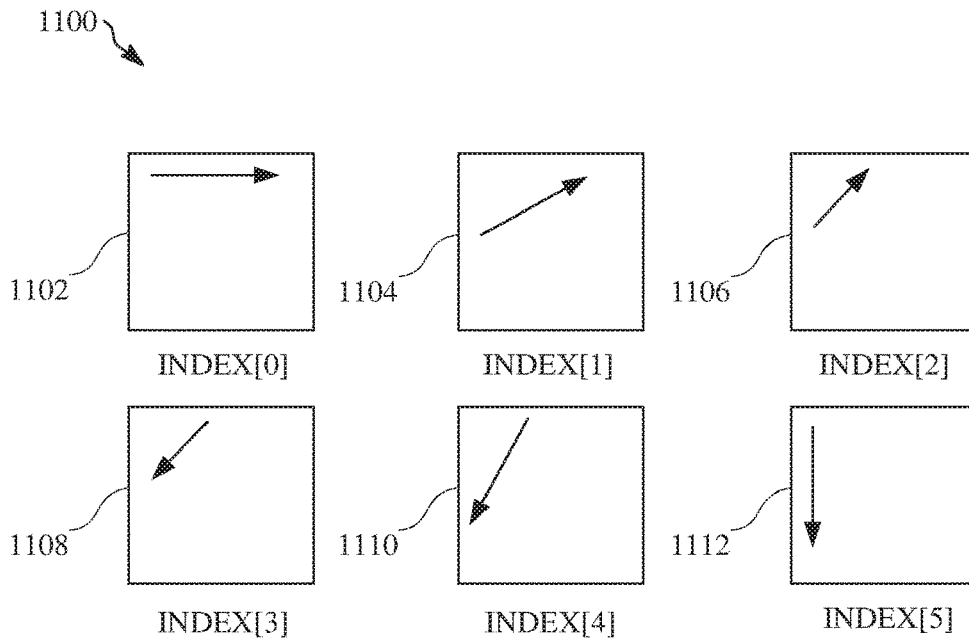 1100
1102
1104
1106
INDEX[0]
INDEX[1]
INDEX[2]
1108
1110
1112
INDEX[3]
INDEX[4]
INDEX[5]